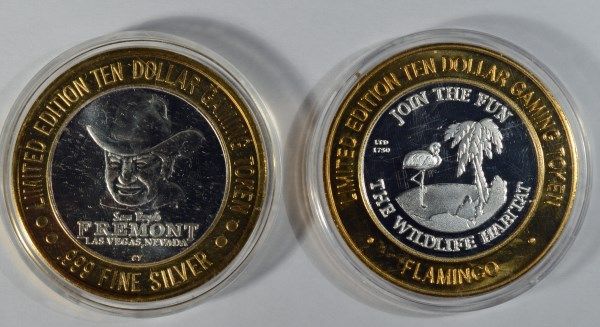 LIMITED EDITION TEN DOLLAR GAMING TOKEN
Sam Boyd's
FREMONT
LAS VEGAS, NEVADA
.999 FINE SILVER
LIMITED EDITION TEN DOLLAR GAMING TOKEN
JOIN THE FUN
LTD
1750
THE WILDLIFE HABITAT
FLAMINGO